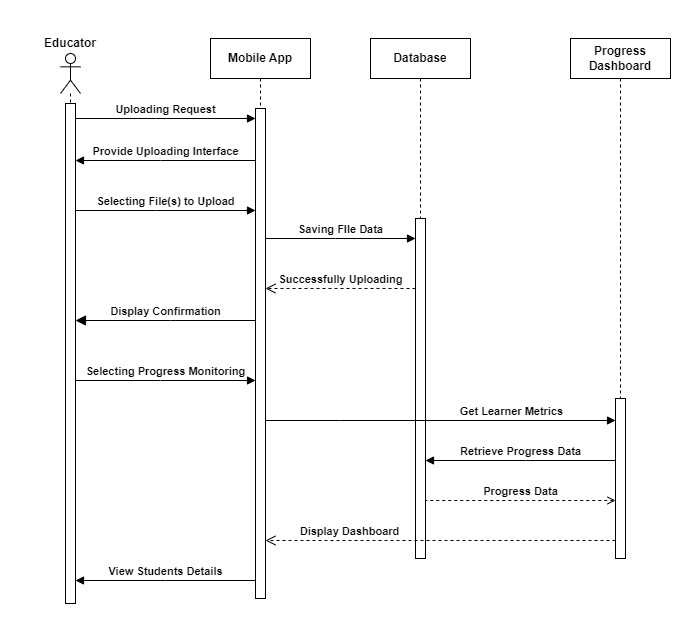 Educator
Mobile App
Database
Progress
Dashboard
Uploading Request
Provide Uploading Interface
Selecting File(s) to Upload
Saving FIle Data
Successfully Uploading
Display Confirmation
Selecting Progress Monitoring
Get Learner Metrics
Retrieve Progress Data
Progress Data
Display Dashboard
View Students Details